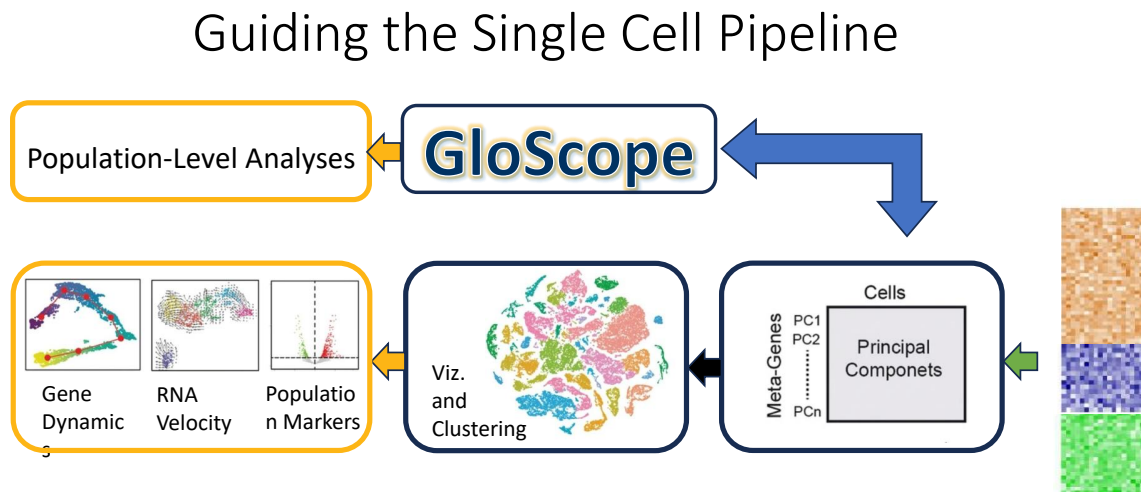 Guiding the Single Cell Pipeline
Population-Level Analyses
GloScope
Gene
Dynamic
s
RNA
Velocity
Populatio
n Markers
Viz.
and
Clustering
Cells
Meta-Genes
PC1
PC2
PCn
Principal
Componets